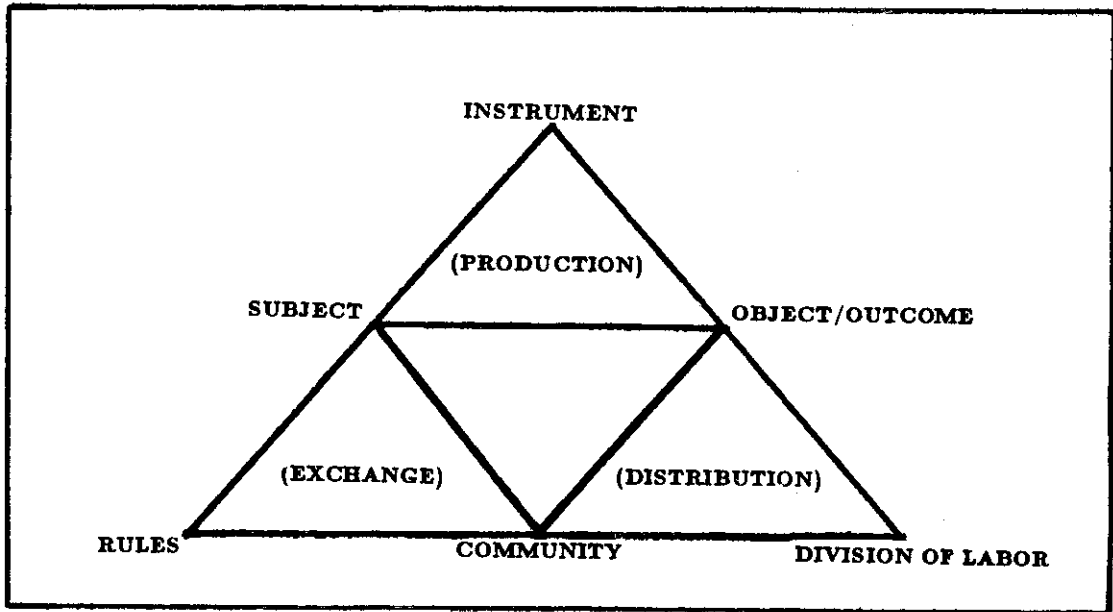 INSTRUMENT
(PRODUCTION)
SUBJECT
OBJECT/OUTCOME
(EXCHANGE)
(DISTRIBUTION)
RULES
COMMUNITY
DIVISION OF LABOR